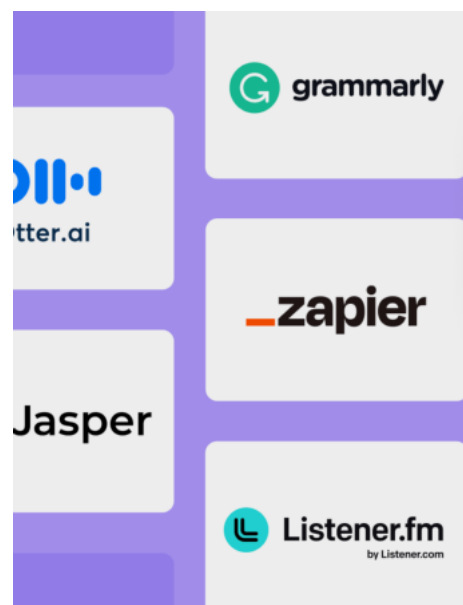 grammarly
tter.ai
zapier
Jasper
Listener.fm
by Listener.com